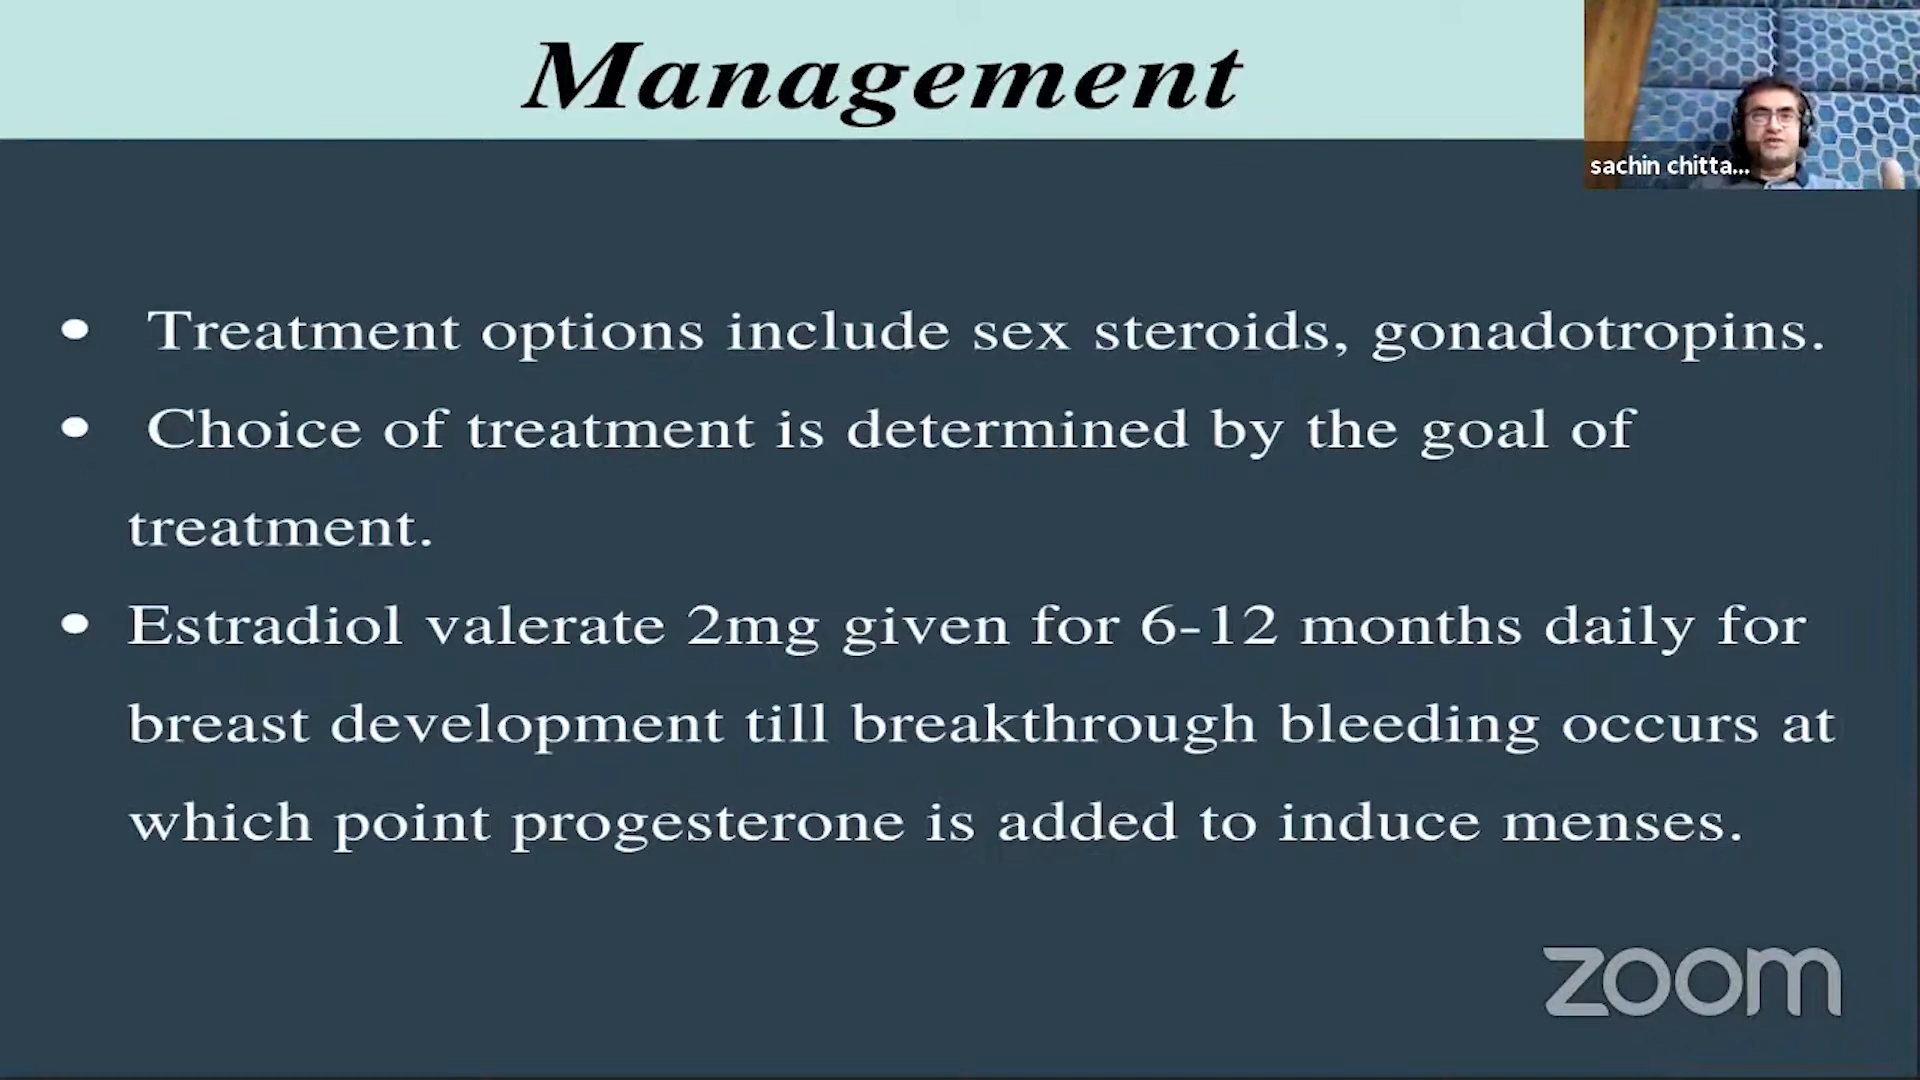 Management
sachin chitta...
• Treatment options include sex steroids, gonadotropins.
• Choice of treatment is determined by the goal of
treatment.
• Estradiol valerate 2mg given for 6-12 months daily for
breast development till breakthrough bleeding occurs at
which point progesterone is added to induce menses.
zoom